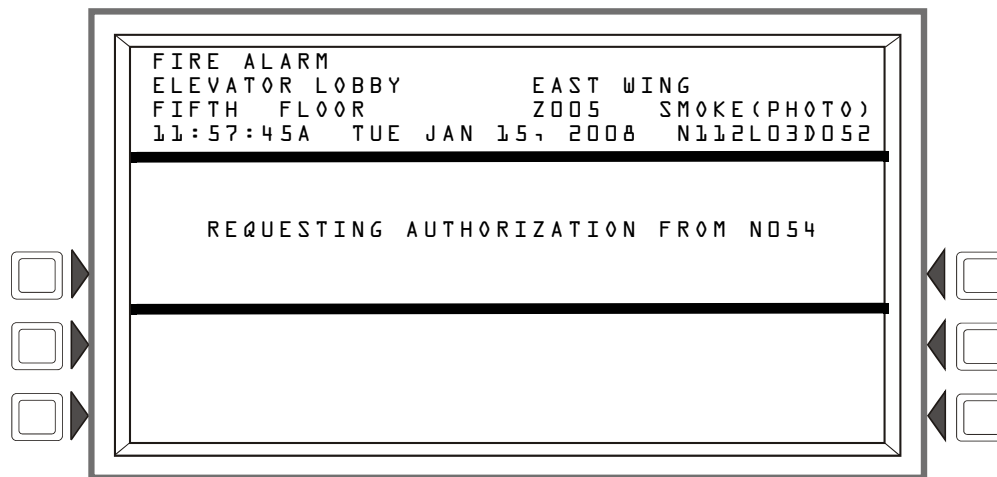 FIRE ALARM
ELEVATOR LOBBY EAST WING
FIFTH FLOOR Z005 SMOKE(PHOTO)
11:57:45A TUE JAN 15, 2008 N112L03D052
REQUESTING AUTHORIZATION FROM N054